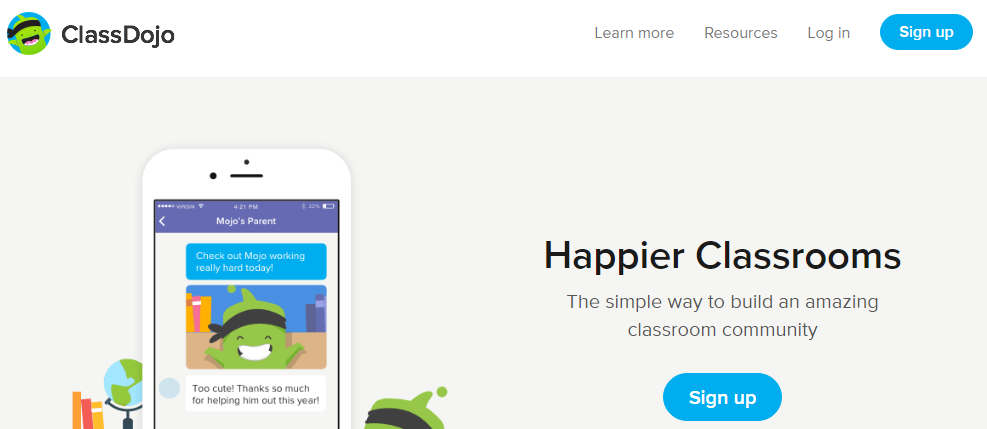 ClassDojo
Learn more
Resources
Log in
Sign up
VIRGIN
4:21 PM
22%
Mojo's Parent
Check out Mojo working
really hard today!
Too cute! Thanks so much
for helping him out this year!
Happier Classrooms
The simple way to build an amazing
classroom community
Sign up